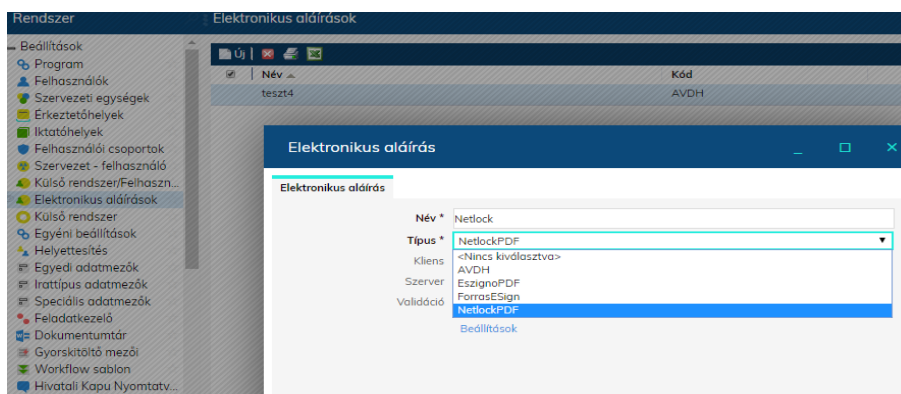 Rendszer
Elektronikus aláírások
Beállítások
Program
Felhasználók
Szervezeti egységek
Érkeztetőhelyek
Iktatóhelyek
Felhasználói csoportok
Szervezet - felhasználó
Külső rendszer/Felhaszn...
Elektronikus aláírások
Külső rendszer
Egyéni beállítások
Helyettesítés
Egyedi adatmezők
Irattípus adatmezők
Speciális adatmezők
Feladatkezelő
Dokumentumtár
Gyorskitöltő mezői
Workflow sablon
Hivatali Kapu Nyomtatv...
Új
Név
Kód
teszt4
AVDH
Elektronikus aláírás
Elektronikus aláírás
Név * Netlock
Típus * NetlockPDF
Kliens
Szerver
Validáció
<Nincs kiválasztva>
AVDH
EszignoPDF
ForrasESign
NetlockPDF
Beállítások